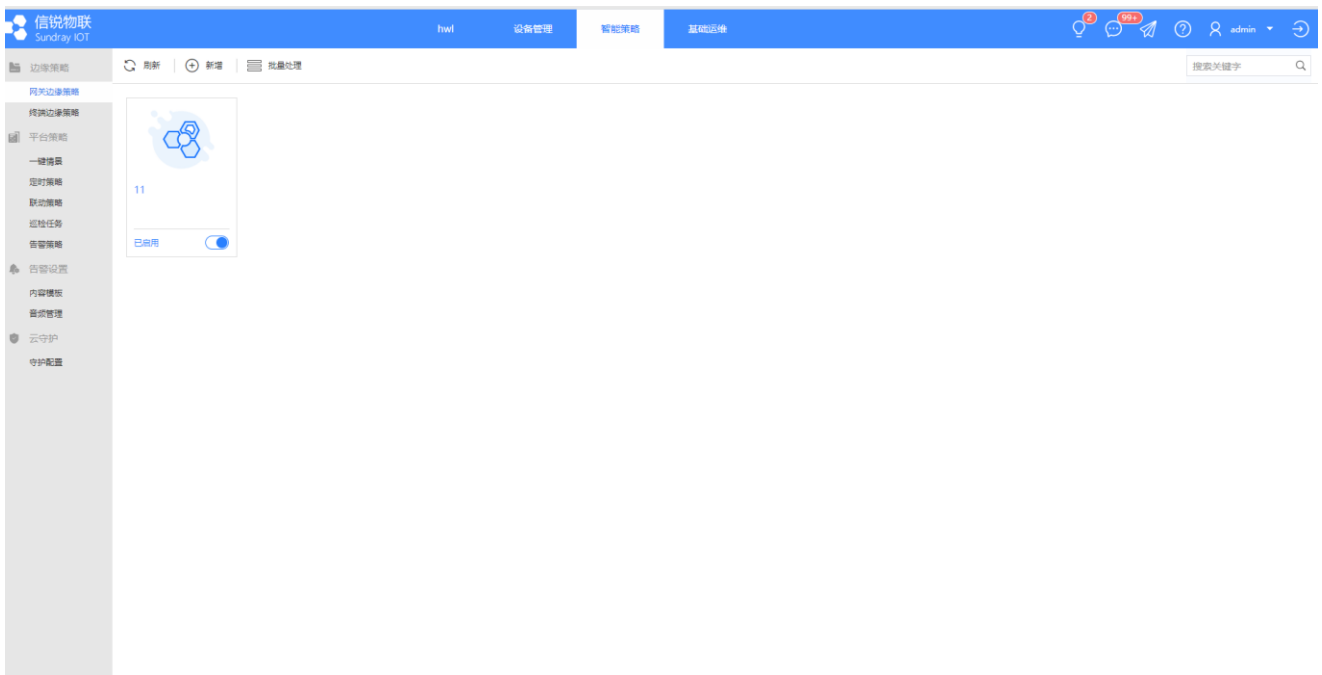 信锐物联
Sundray IOT
hwl 设备管理 智能策略 基础运维
2 99+ admin
边缘策略
网关边缘策略
终端边缘策略
平台策略
一键情景
定时策略
联动策略
巡检任务
告警策略
告警设置
内容模板
音频管理
云守护
守护配置
刷新 新增 批量处理
搜索关键字
11
已启用